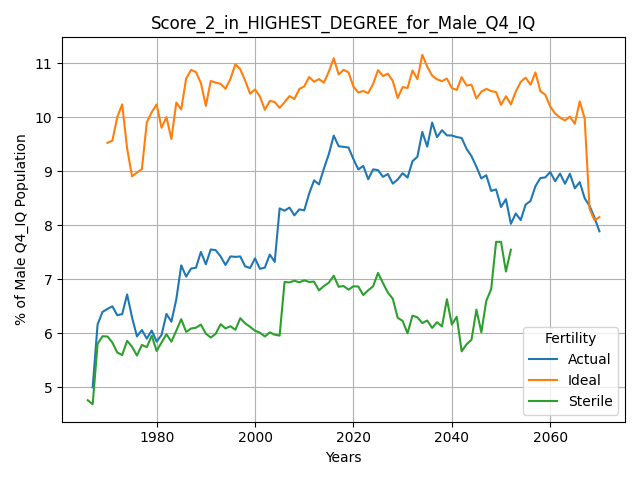 Score_2_in_HIGHEST_DEGREE_for_Male_Q4_IQ
% of Male Q4_IQ Population
11
10
9
8
7
6
5
1980 2000 2020 2040 2060
Years
Fertility
Actual
Ideal
Sterile